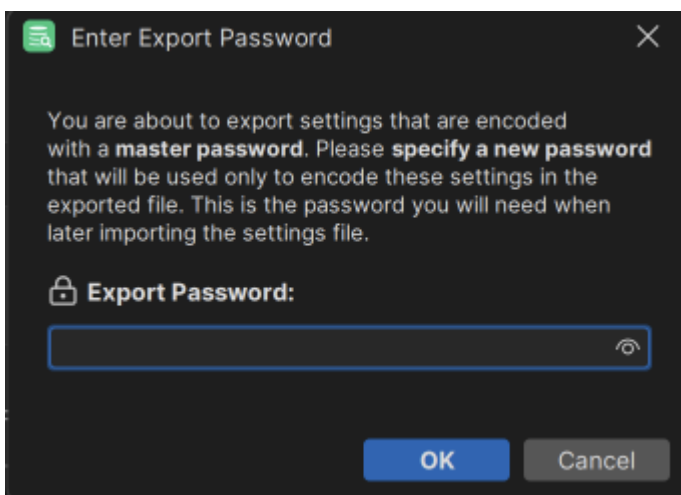 Enter Export Password
You are about to export settings that are encoded
with a master password. Please specify a new password
that will be used only to encode these settings in the
exported file. This is the password you will need when
later importing the settings file.
Export Password:
OK
Cancel